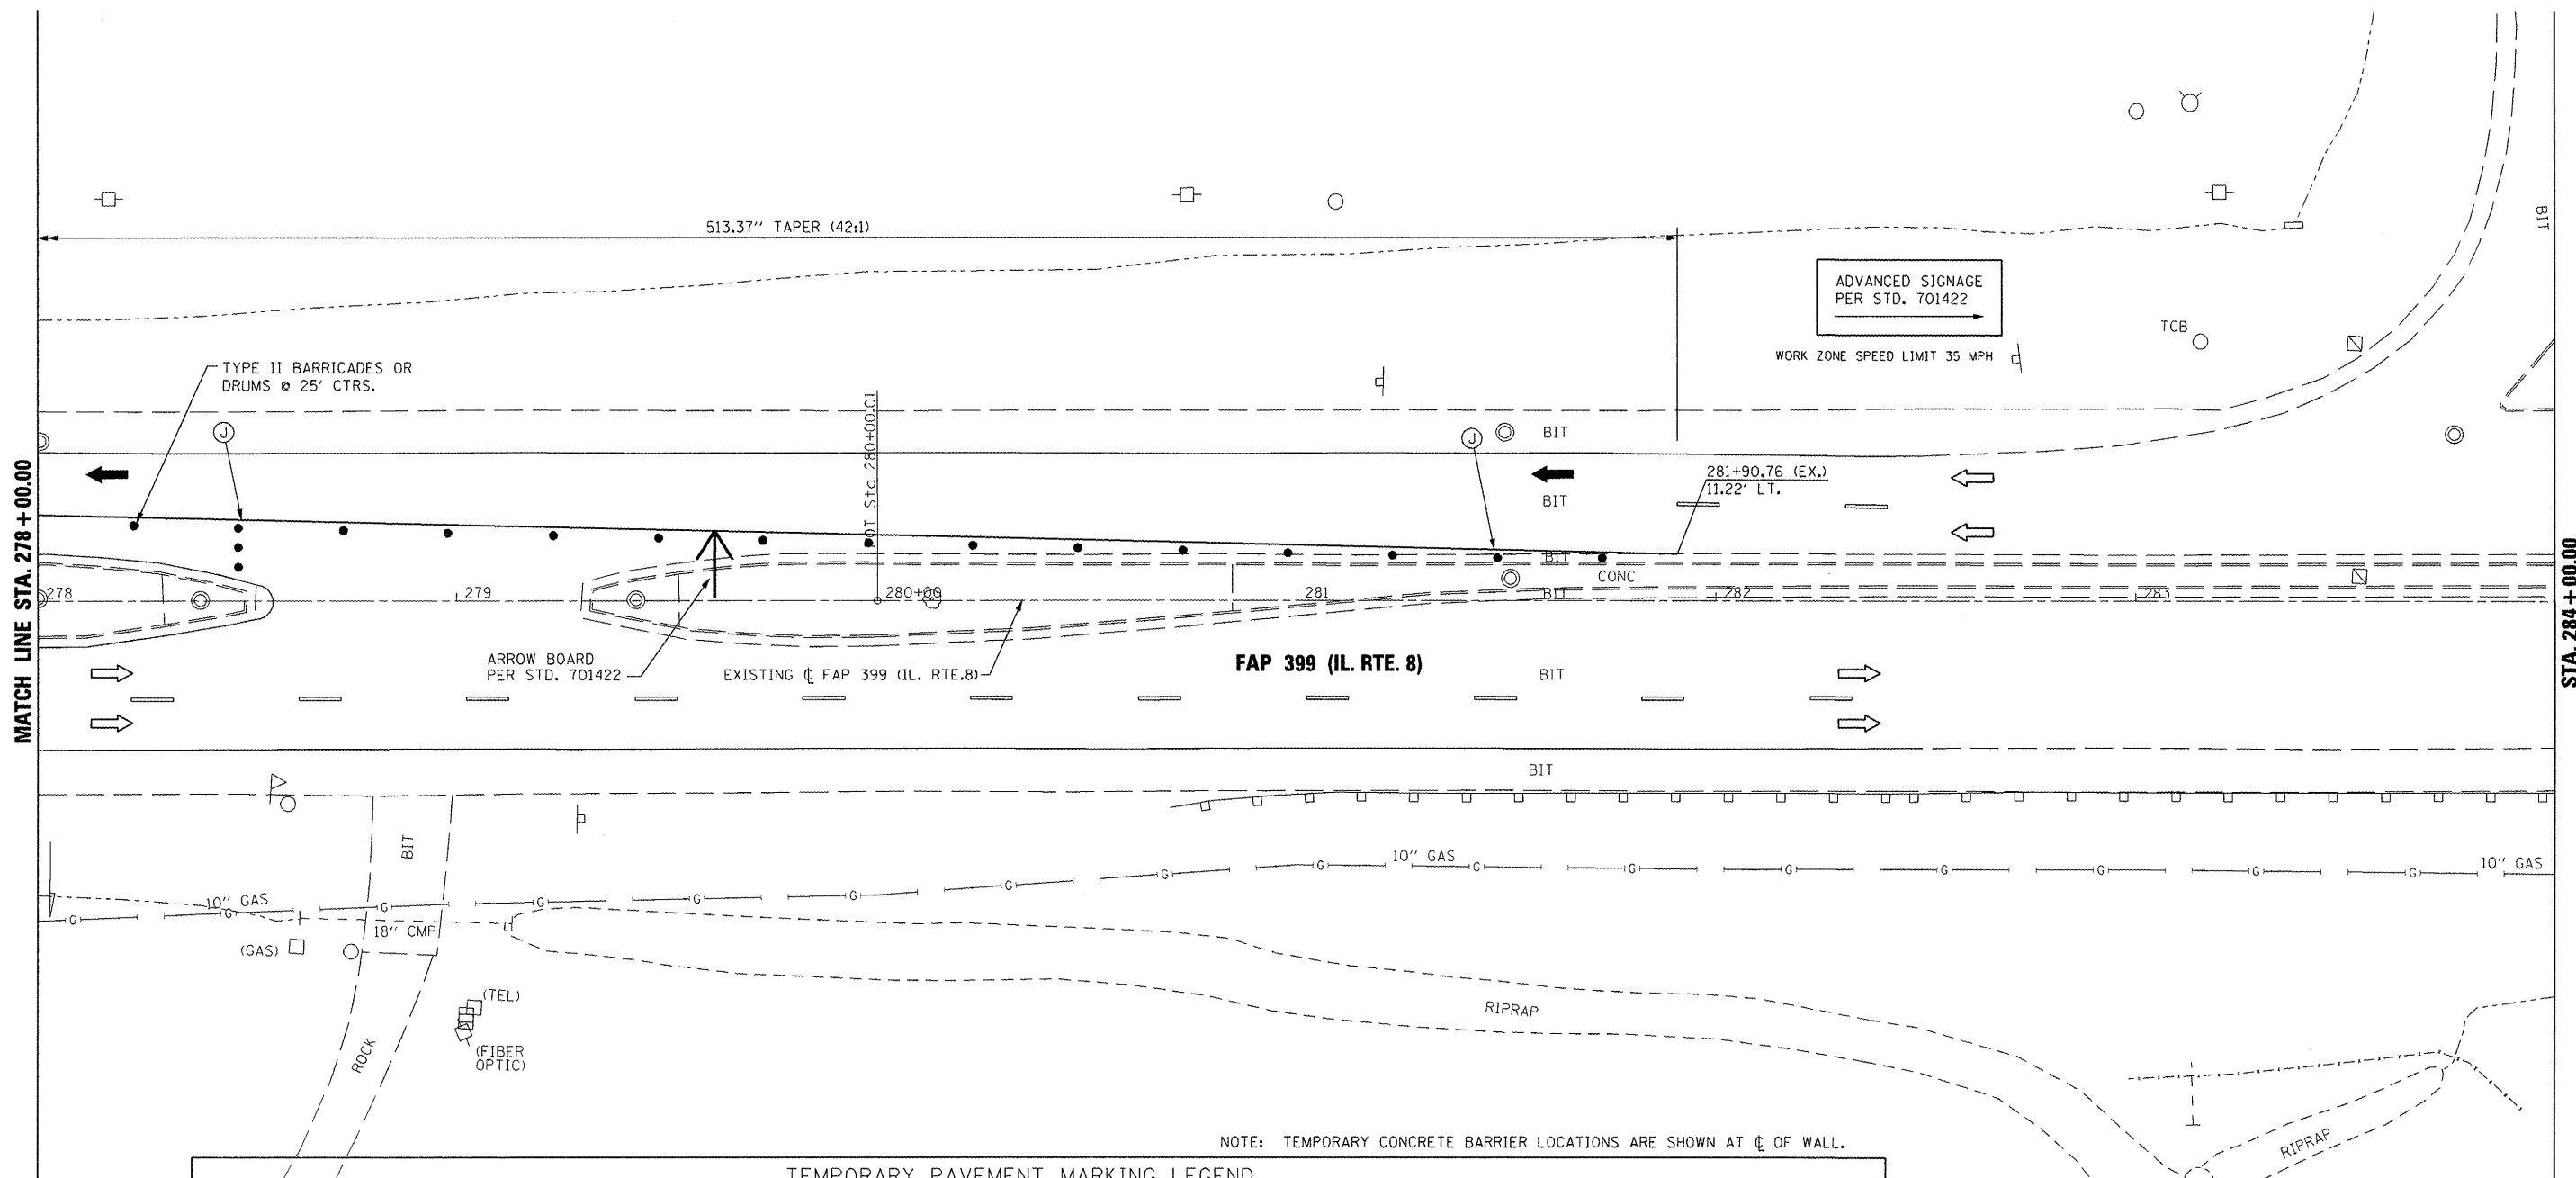 513.37'' TAPER (42:1)
ADVANCED SIGNAGE
PER STD. 701422
TCB
WORK ZONE SPEED LIMIT 35 MPH
BIT
TYPE II BARRICADES OR
DRUMS @ 25' CTRS.
J
J
BIT
POT Sta 280+00.01
281+90.76 (EX.)
11.22' LT.
BIT
BIT
CONC
BIT
278
279
280+00
281
282
283
MATCH LINE STA. 278+00.00
STA. 284+00.00
ARROW BOARD
PER STD. 701422
EXISTING ℄ FAP 399 (IL. RTE.8)
FAP 399 (IL. RTE. 8)
BIT
BIT
BIT
10'' GAS
10'' GAS
10'' GAS
G G G G G G G G G G G G G G G G
18'' CMP
(GAS)
(TEL)
(FIBER
OPTIC)
ROCK
RIPRAP
RIPRAP
NOTE: TEMPORARY CONCRETE BARRIER LOCATIONS ARE SHOWN AT ℄ OF WALL.
TEMPORARY PAVEMENT MARKING LEGEND